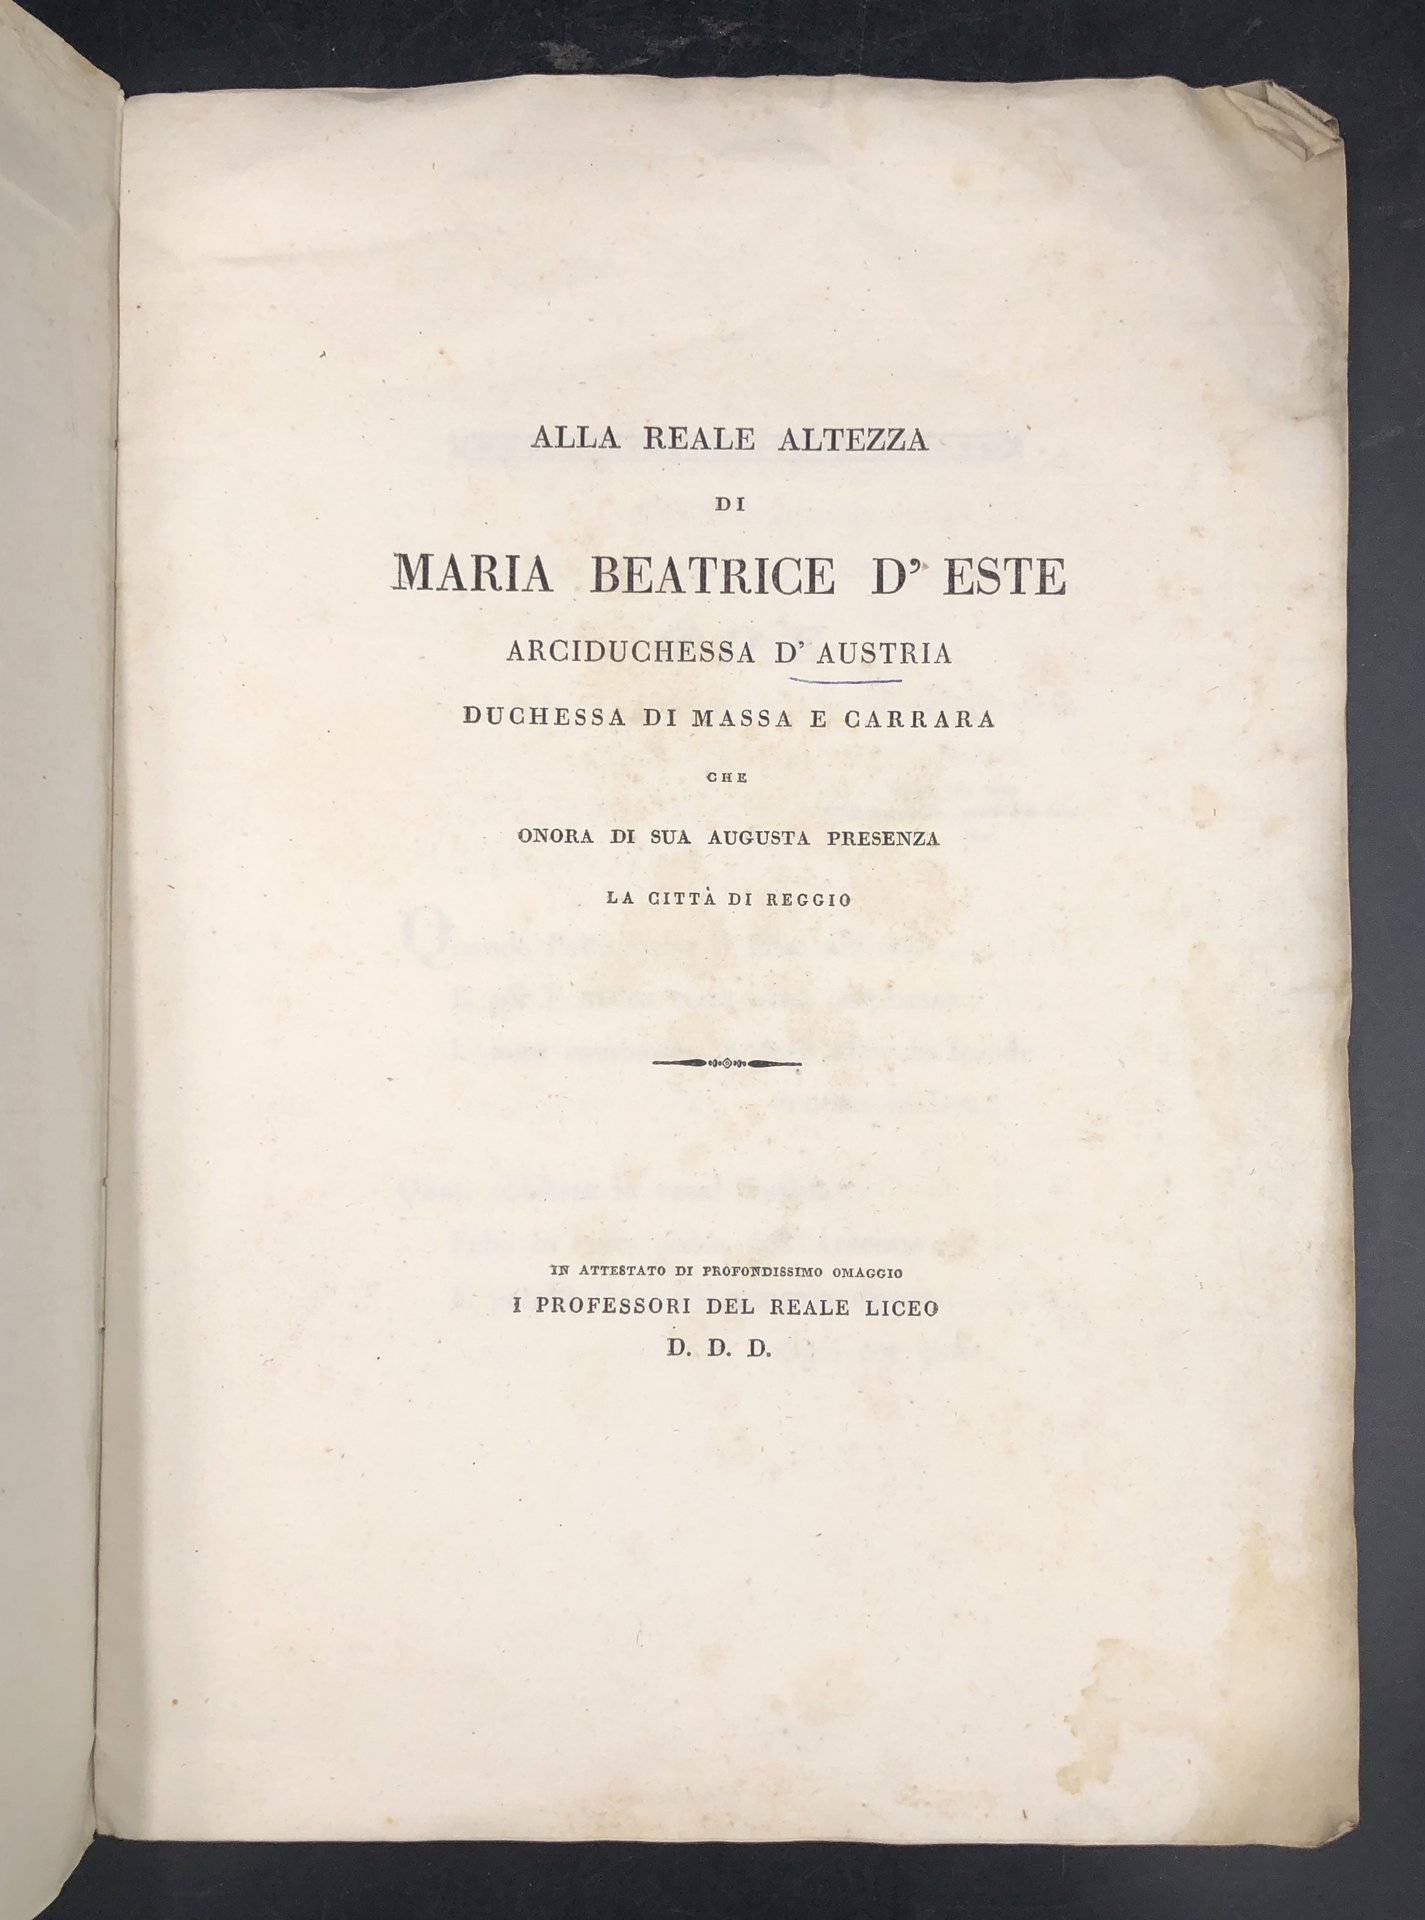 ALLA REALE ALTEZZA
DI
MARIA BEATRICE D' ESTE
ARCIDUCHESSA D' AUSTRIA
DUCHESSA DI MASSA E CARRARA
CHE
ONORA DI SUA AUGUSTA PRESENZA
LA CITTÀ DI REGGIO
IN ATTESTATO DI PROFONDISSIMO OMAGGIO
I PROFESSORI DEL REALE LICEO
D. D. D.